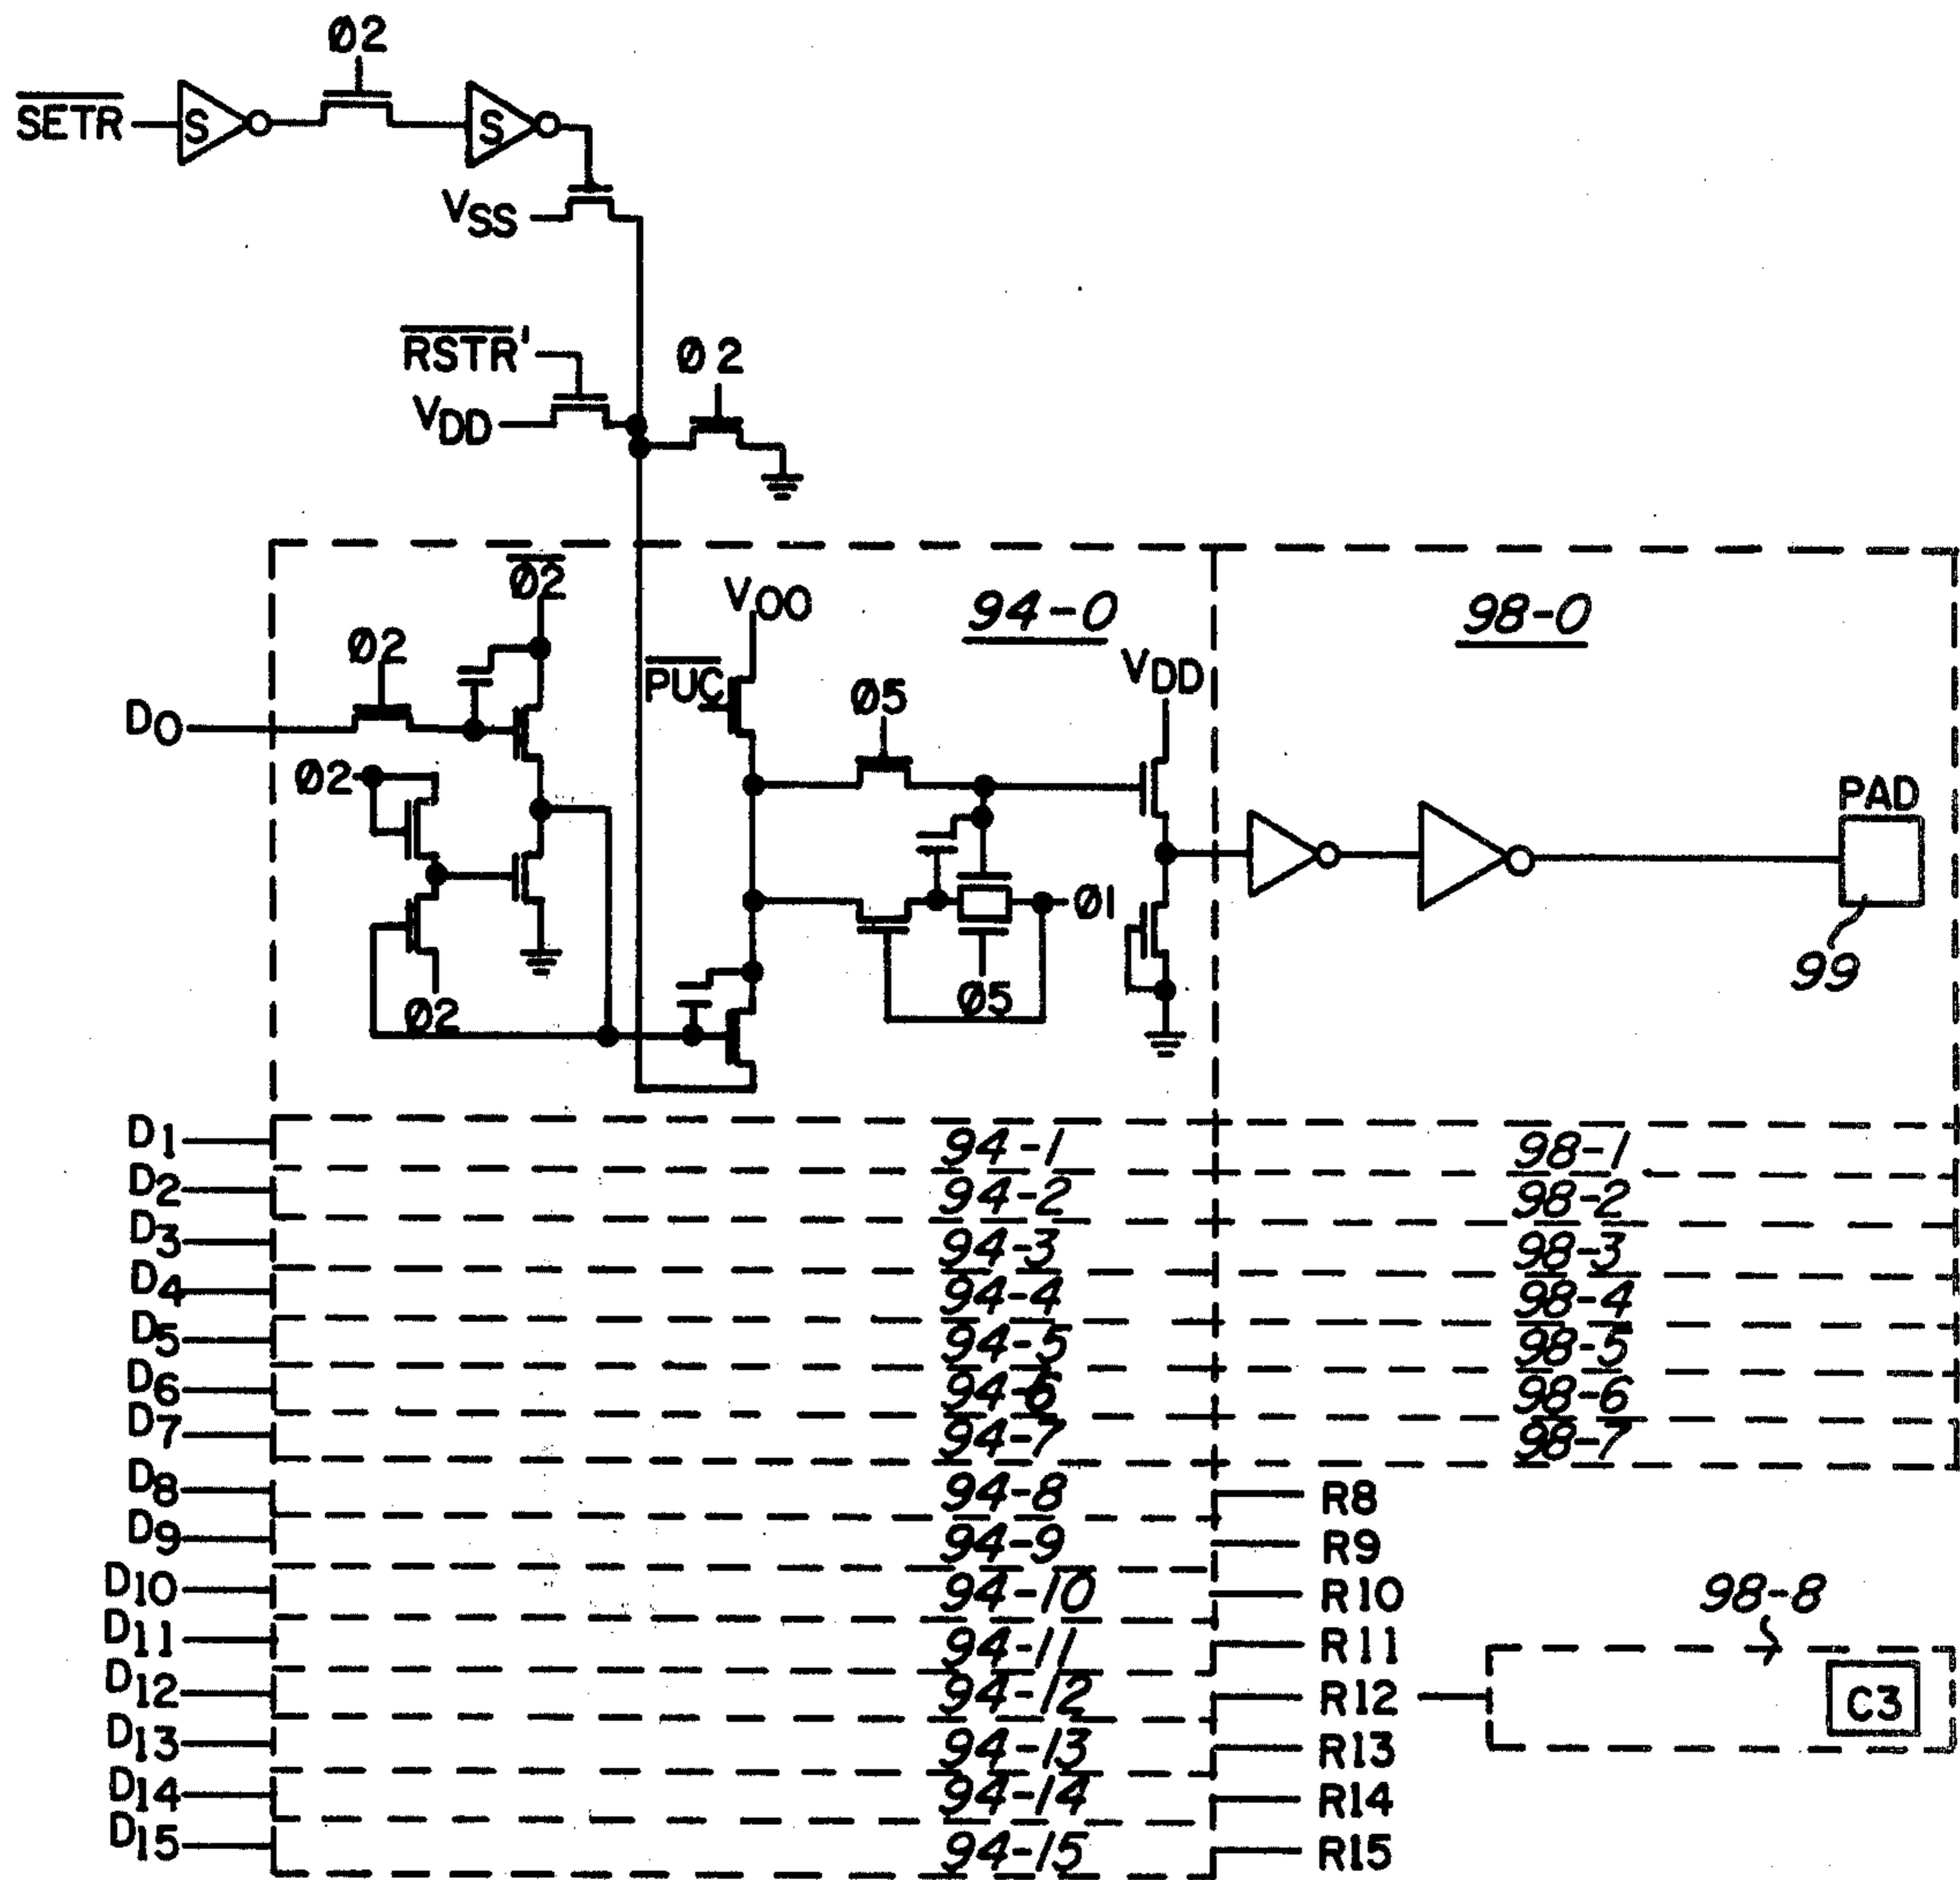 Ø2
S̅E̅T̅R̅
S
S
VSS
R̅S̅T̅R̅'
Ø2
VDD
Ø̅2̅
VOO
94-0
98-0
Ø2
P̅U̅C̅
Ø5
VDD
D0
Ø2
PAD
Ø1
Ø2
Ø5
99
D1 94-1 98-1
D2 94-2 98-2
D3 94-3 98-3
D4 94-4 98-4
D5 94-5 98-5
D6 94-6 98-6
D7 94-7 98-7
D8 94-8 R8
D9 94-9 R9
D10 94-10 R10 98-8
D11 94-11 R11
D12 94-12 R12 C3
D13 94-13 R13
D14 94-14 R14
D15 94-15 R15